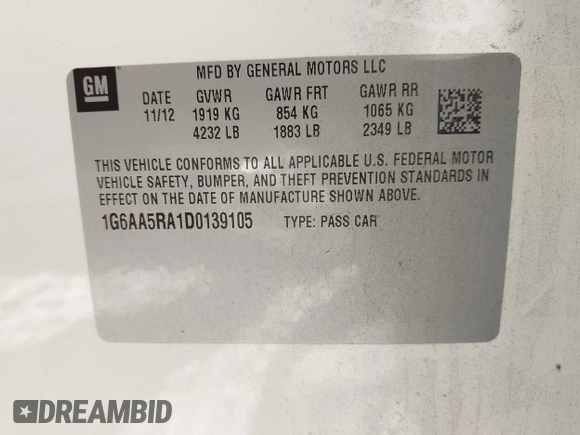 GM
MFD BY GENERAL MOTORS LLC
DATE GVWR GAWR FRT GAWR RR
11/12 1919 KG 854 KG 1065 KG
4232 LB 1883 LB 2349 LB
THIS VEHICLE CONFORMS TO ALL APPLICABLE U.S. FEDERAL MOTOR
VEHICLE SAFETY, BUMPER, AND THEFT PREVENTION STANDARDS IN
EFFECT ON THE DATE OF MANUFACTURE SHOWN ABOVE.
1G6AA5RA1D0139105 TYPE: PASS CAR
DREAMBID